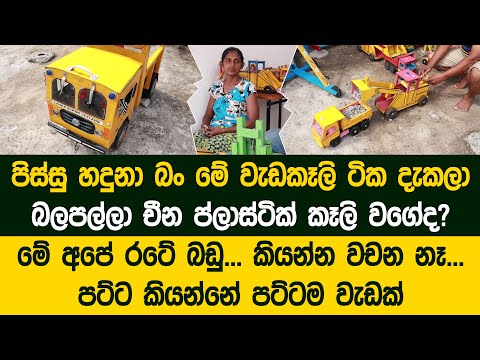 පිස්සු හදුනා බං මේ වැඩකෑලි ටික දැකලා
බලපල්ලා චීන ප්ලාස්ටික් කෑලි වගේද?
මේ අපේ රටේ බඩු... කියන්න වචන නෑ...
පට්ට කියන්නේ පට්ටම වැඩක්